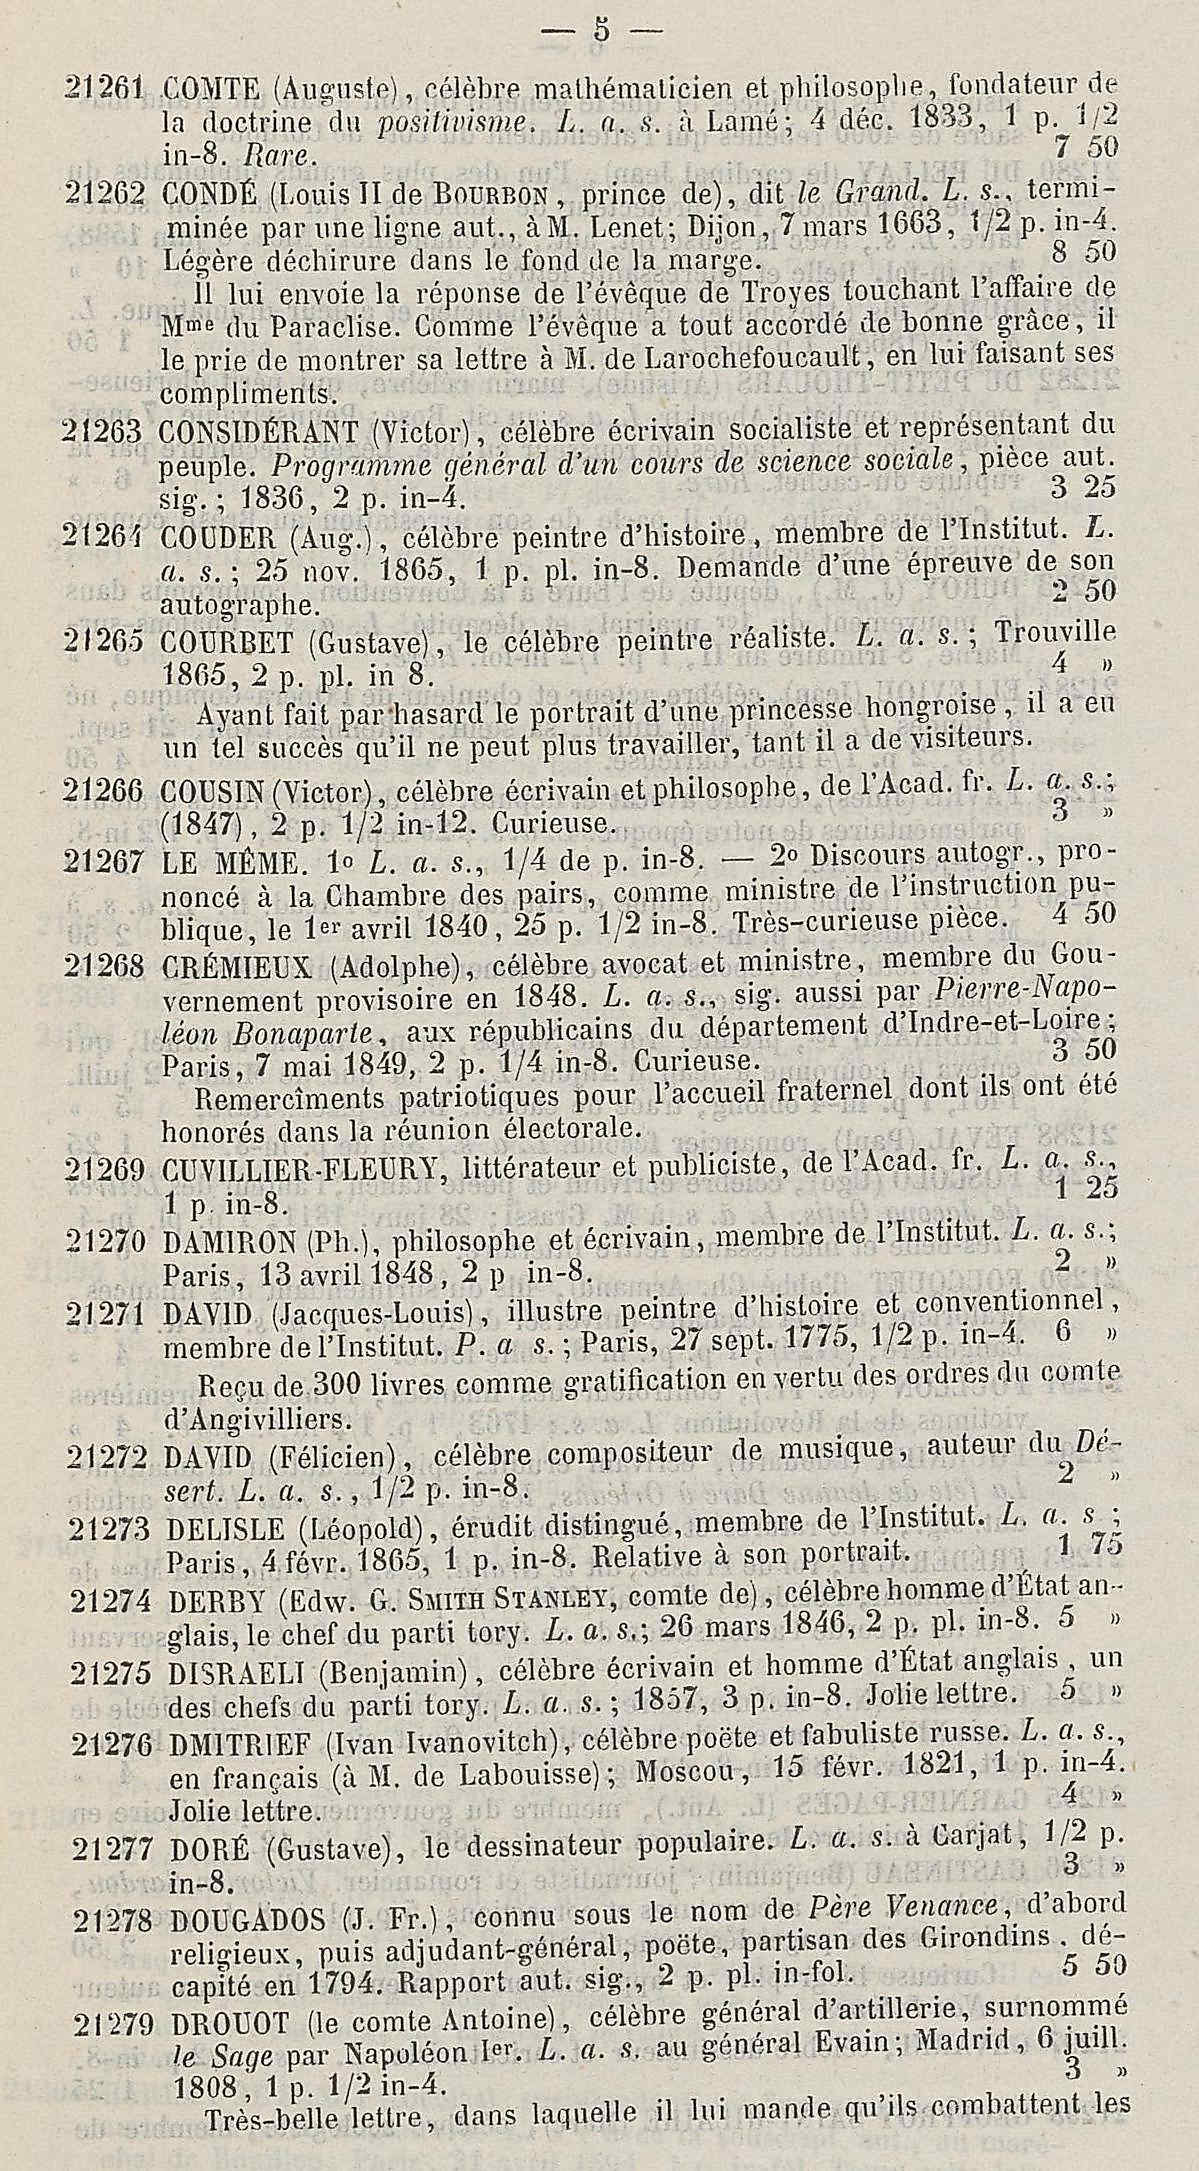 — 5 —
21261 COMTE (Auguste), célèbre mathématicien et philosophe, fondateur de
la doctrine du positivisme. L. a. s. à Lamé; 4 déc. 1833, 1 p. 1/2
in-8. Rare. 7 50
21262 CONDÉ (Louis II de BOURBON, prince de), dit le Grand. L. s., termi-
minée par une ligne aut., à M. Lenet; Dijon, 7 mars 1663, 1/2 p. in-4.
Légère déchirure dans le fond de la marge. 8 50
Il lui envoie la réponse de l'évêque de Troyes touchant l'affaire de
Mme du Paraclise. Comme l'évêque a tout accordé de bonne grâce, il
le prie de montrer sa lettre à M. de Larochefoucault, en lui faisant ses
compliments.
21263 CONSIDÉRANT (Victor), célèbre écrivain socialiste et représentant du
peuple. Programme général d'un cours de science sociale, pièce aut.
sig.; 1836, 2 p. in-4. 3 25
21264 COUDER (Aug.), célèbre peintre d'histoire, membre de l'Institut. L.
a. s.; 25 nov. 1865, 1 p. pl. in-8. Demande d'une épreuve de son
autographe. 2 50
21265 COURBET (Gustave), le célèbre peintre réaliste. L. a. s.; Trouville
1865, 2 p. pl. in 8. 4 »
Ayant fait par hasard le portrait d'une princesse hongroise, il a eu
un tel succès qu'il ne peut plus travailler, tant il a de visiteurs.
21266 COUSIN (Victor), célèbre écrivain et philosophe, de l'Acad. fr. L. a. s.;
(1847), 2 p. 1/2 in-12. Curieuse. 3 »
21267 LE MÊME. 1o L. a. s., 1/4 de p. in-8. — 2o Discours autogr., pro-
noncé à la Chambre des pairs, comme ministre de l'instruction pu-
blique, le 1er avril 1840, 25 p. 1/2 in-8. Très-curieuse pièce. 4 50
21268 CRÉMIEUX (Adolphe), célèbre avocat et ministre, membre du Gou-
vernement provisoire en 1848. L. a. s., sig. aussi par Pierre-Napo-
léon Bonaparte, aux républicains du département d'Indre-et-Loire;
Paris, 7 mai 1849, 2 p. 1/4 in-8. Curieuse. 3 50
Remercîments patriotiques pour l'accueil fraternel dont ils ont été
honorés dans la réunion électorale.
21269 CUVILLIER-FLEURY, littérateur et publiciste, de l'Acad. fr. L. a. s.,
1 p. in-8. 1 25
21270 DAMIRON (Ph.), philosophe et écrivain, membre de l'Institut. L. a. s.;
Paris, 13 avril 1848, 2 p in-8. 2 »
21271 DAVID (Jacques-Louis), illustre peintre d'histoire et conventionnel,
membre de l'Institut. P. a s.; Paris, 27 sept. 1775, 1/2 p. in-4. 6 »
Reçu de 300 livres comme gratification en vertu des ordres du comte
d'Angivilliers.
21272 DAVID (Félicien), célèbre compositeur de musique, auteur du Dé-
sert. L. a. s., 1/2 p. in-8. 2 »
21273 DELISLE (Léopold), érudit distingué, membre de l'Institut. L. a. s ;
Paris, 4 févr. 1865, 1 p. in-8. Relative à son portrait. 1 75
21274 DERBY (Edw. G. SMITH STANLEY, comte de), célèbre homme d'État an-
glais, le chef du parti tory. L. a. s.; 26 mars 1846, 2 p. pl. in-8. 5 »
21275 DISRAELI (Benjamin), célèbre écrivain et homme d'État anglais, un
des chefs du parti tory. L. a. s.; 1857, 3 p. in-8. Jolie lettre. 5 »
21276 DMITRIEF (Ivan Ivanovitch), célèbre poëte et fabuliste russe. L. a. s.,
en français (à M. de Labouisse); Moscou, 15 févr. 1821, 1 p. in-4.
Jolie lettre. 4 »
21277 DORÉ (Gustave), le dessinateur populaire. L. a. s. à Carjat, 1/2 p.
in-8. 3 »
21278 DOUGADOS (J. Fr.), connu sous le nom de Père Venance, d'abord
religieux, puis adjudant-général, poëte, partisan des Girondins, dé-
capité en 1794. Rapport aut. sig., 2 p. pl. in-fol. 5 50
21279 DROUOT (le comte Antoine), célèbre général d'artillerie, surnommé
le Sage par Napoléon Ier. L. a. s. au général Evain; Madrid, 6 juill.
1808, 1 p. 1/2 in-4. 3 »
Très-belle lettre, dans laquelle il lui mande qu'ils combattent les